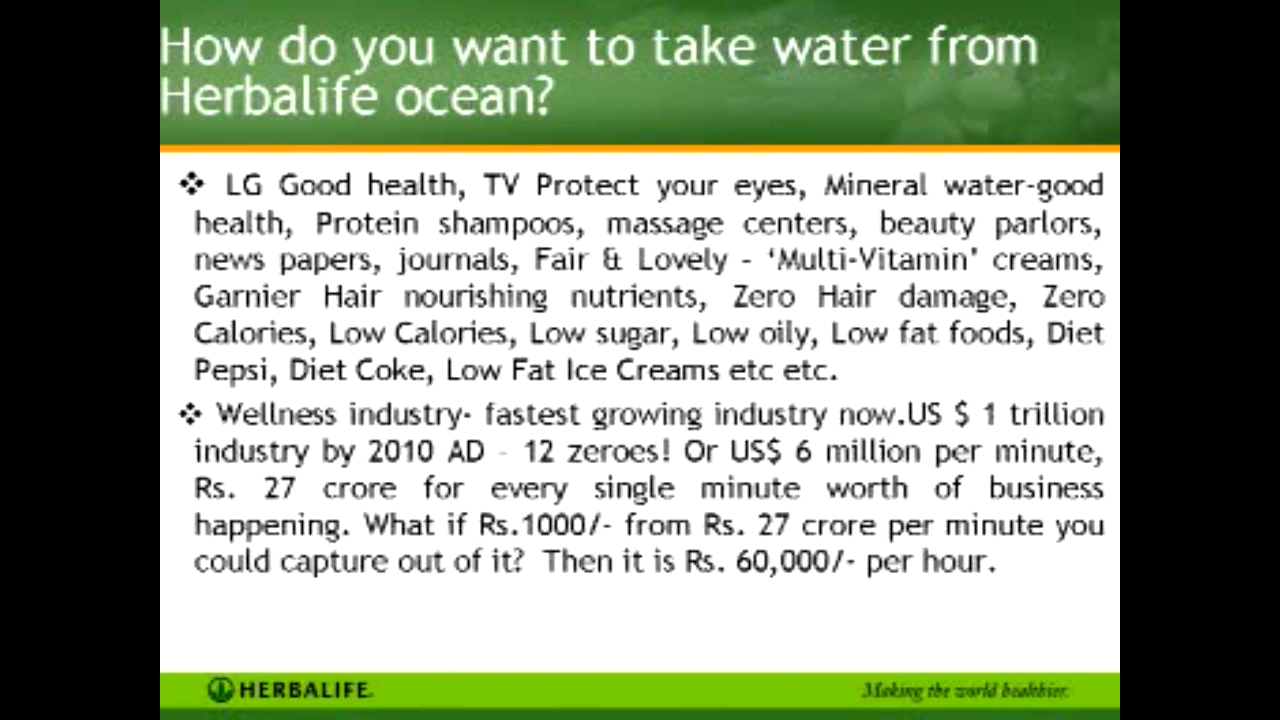 How do you want to take water from
Herbalife ocean?
❖ LG Good health, TV Protect your eyes, Mineral water-good
health, Protein shampoos, massage centers, beauty parlors,
news papers, journals, Fair & Lovely - ‘Multi-Vitamin’ creams,
Garnier Hair nourishing nutrients, Zero Hair damage, Zero
Calories, Low Calories, Low sugar, Low oily, Low fat foods, Diet
Pepsi, Diet Coke, Low Fat Ice Creams etc etc.
❖ Wellness industry- fastest growing industry now.US $ 1 trillion
industry by 2010 AD – 12 zeroes! Or US$ 6 million per minute,
Rs. 27 crore for every single minute worth of business
happening. What if Rs.1000/- from Rs. 27 crore per minute you
could capture out of it? Then it is Rs. 60,000/- per hour.
HERBALIFE.
Making the world healthier.